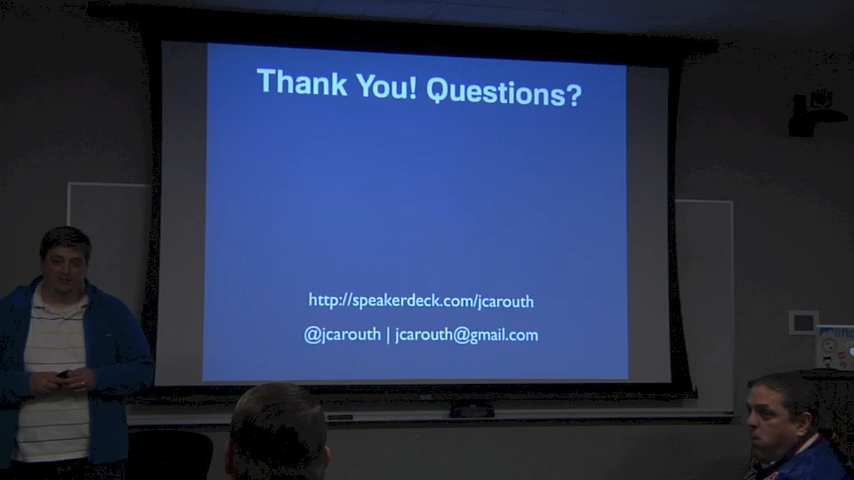 Thank You! Questions?
http://speakerdeck.com/jcarouth
@jcarouth | jcarouth@gmail.com